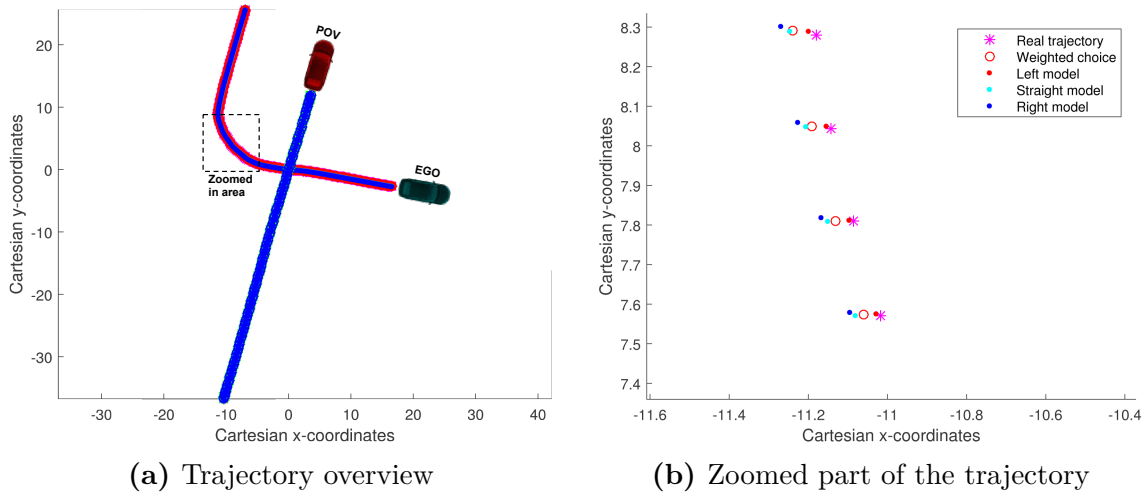 20
10
0
-10
-20
-30
Cartesian y-coordinates
-30
-20
-10
0
10
20
30
40
Cartesian x-coordinates
POV
EGO
Zoomed
in area
(a) Trajectory overview
8.3
8.2
8.1
8
7.9
7.8
7.7
7.6
7.5
7.4
Cartesian y-coordinates
-11.6
-11.4
-11.2
-11
-10.8
-10.6
-10.4
Cartesian x-coordinates
Real trajectory
Weighted choice
Left model
Straight model
Right model
(b) Zoomed part of the trajectory